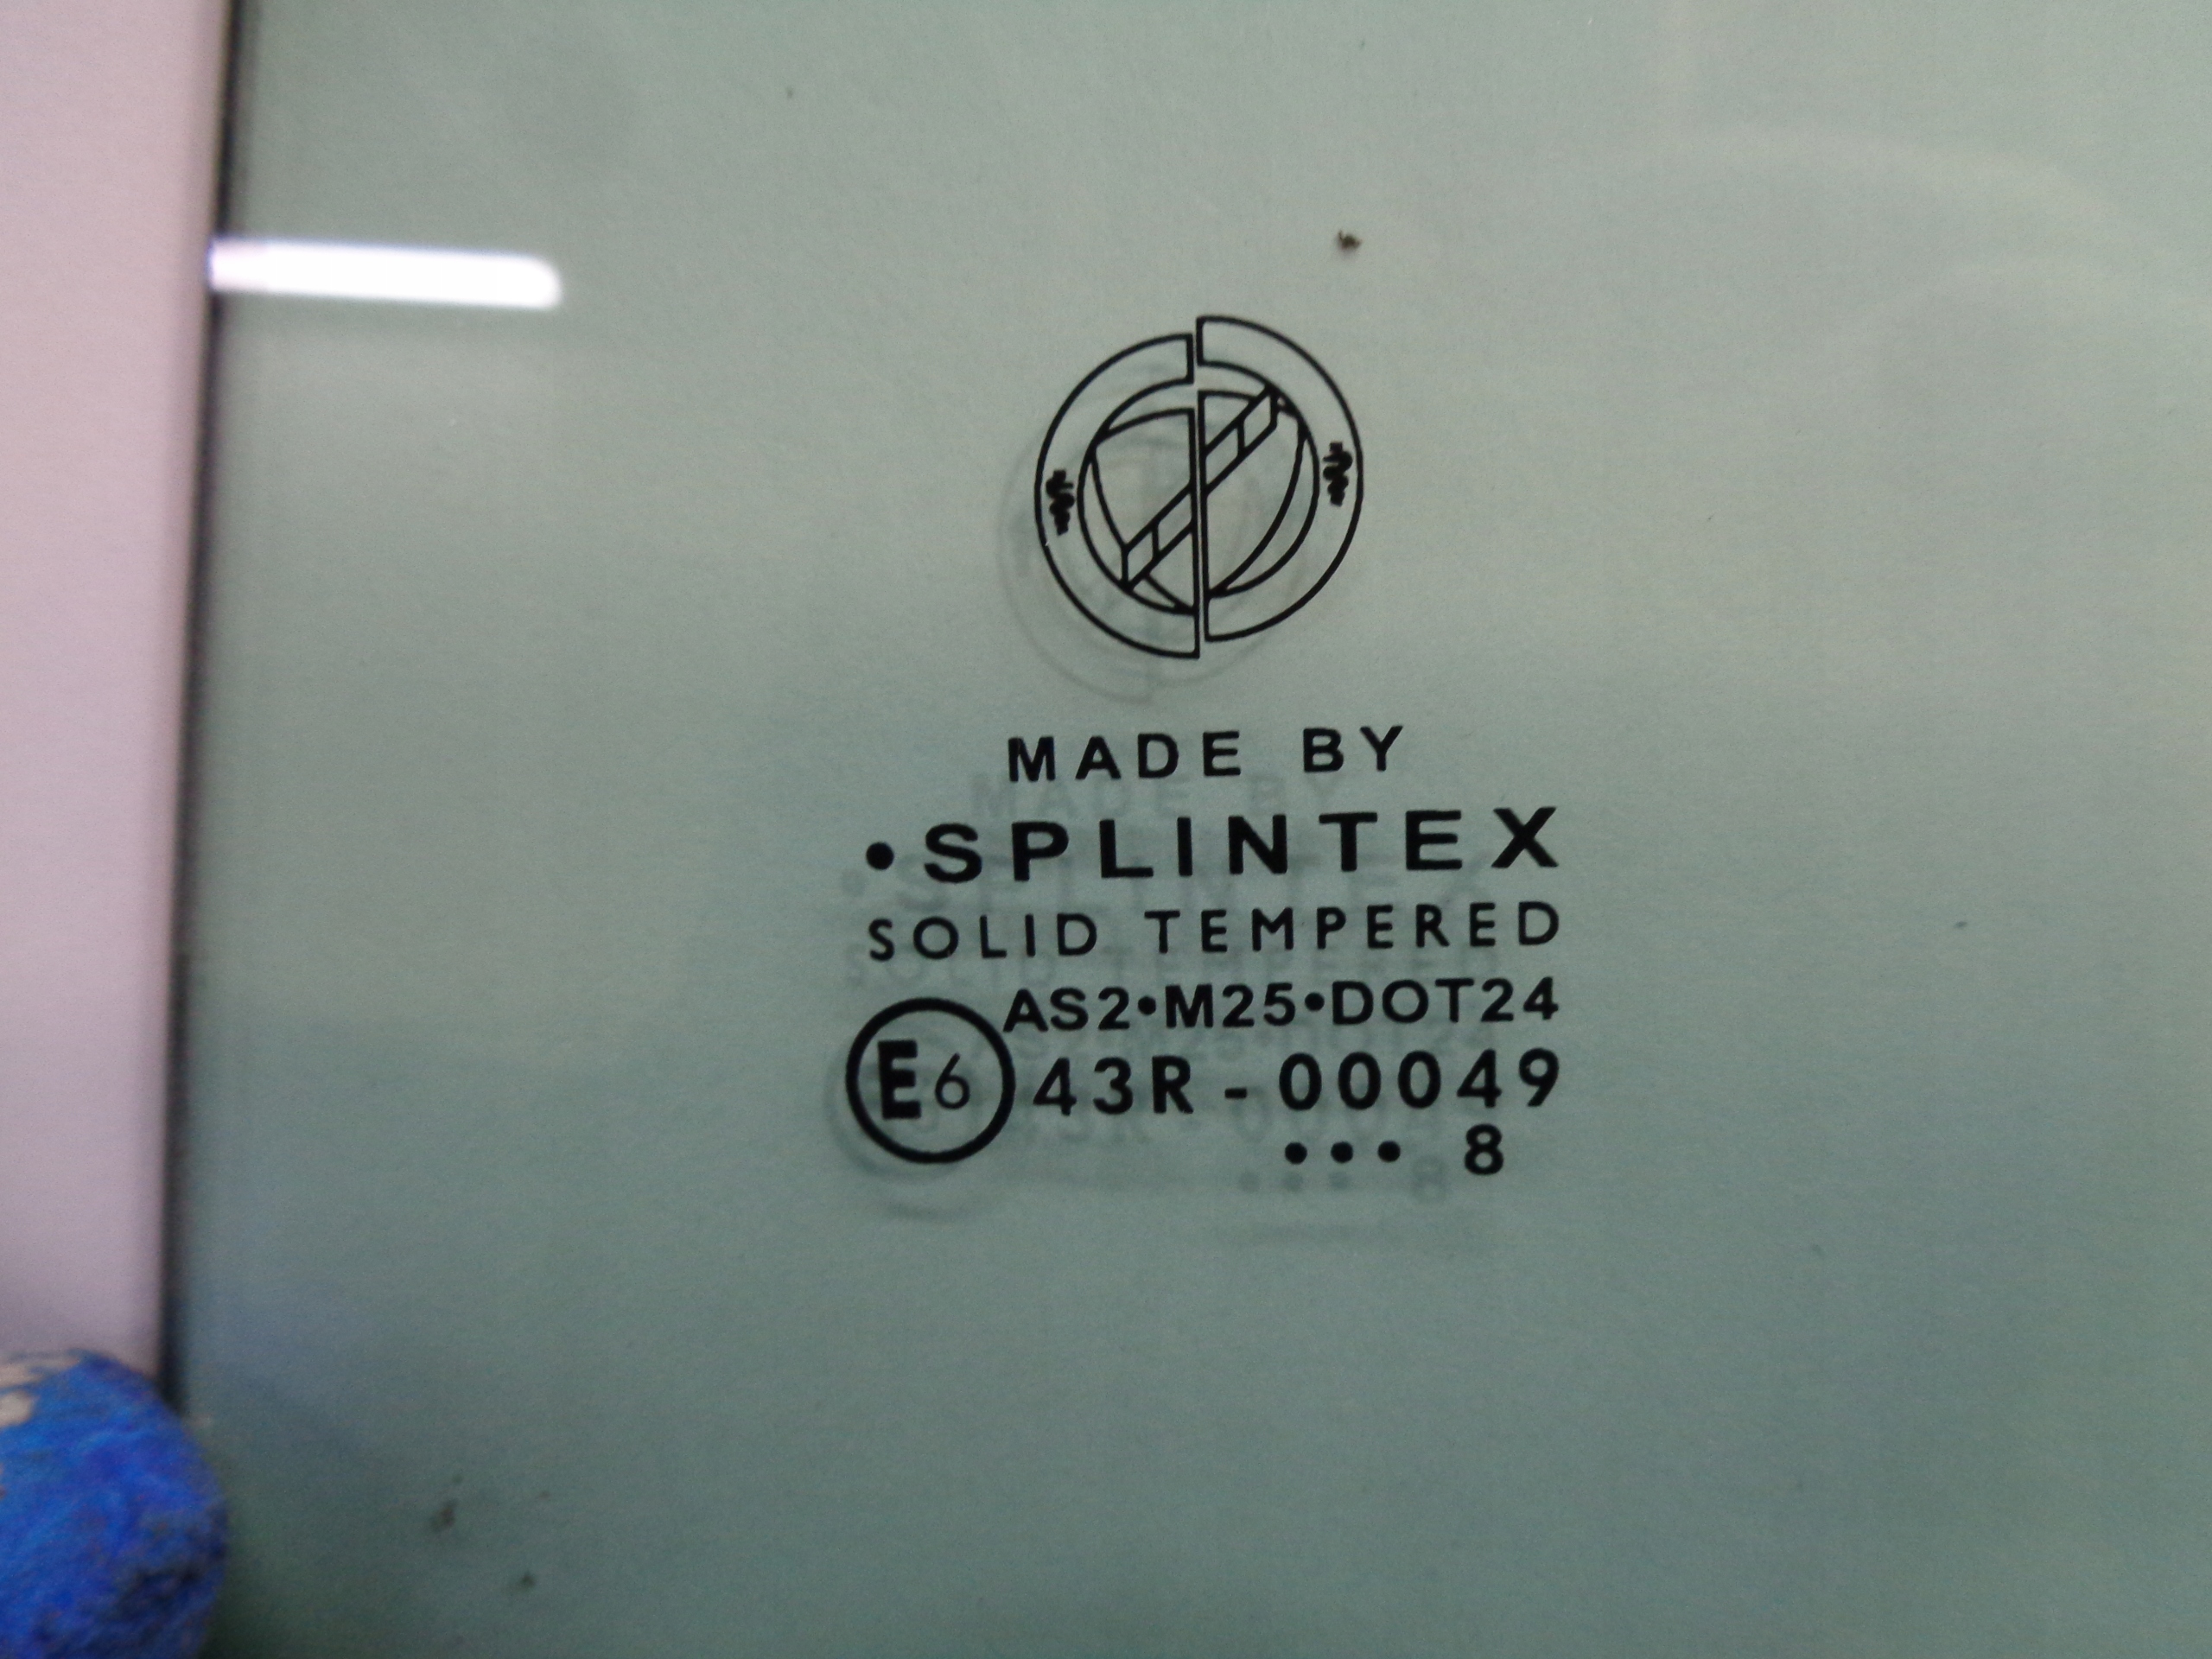 MADE BY
•SPLINTEX
SOLID TEMPERED
AS2•M25•DOT24
E6 43R-00049
••• 8